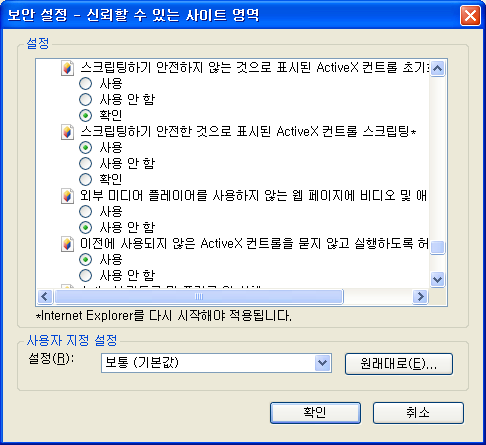 보안 설정 - 신뢰할 수 있는 사이트 영역
설정
스크립팅하기 안전하지 않는 것으로 표시된 ActiveX 컨트롤 초기
사용
사용 안 함
확인
스크립팅하기 안전한 것으로 표시된 ActiveX 컨트롤 스크립팅*
사용
사용 안 함
확인
외부 미디어 플레이어를 사용하지 않는 웹 페이지에 비디오 및 애
사용
사용 안 함
이전에 사용되지 않은 ActiveX 컨트롤을 묻지 않고 실행하도록 허
사용
사용 안 함
*Internet Explorer를 다시 시작해야 적용됩니다.
사용자 지정 설정
설정(R):
보통 (기본값)
원래대로(E)...
확인
취소